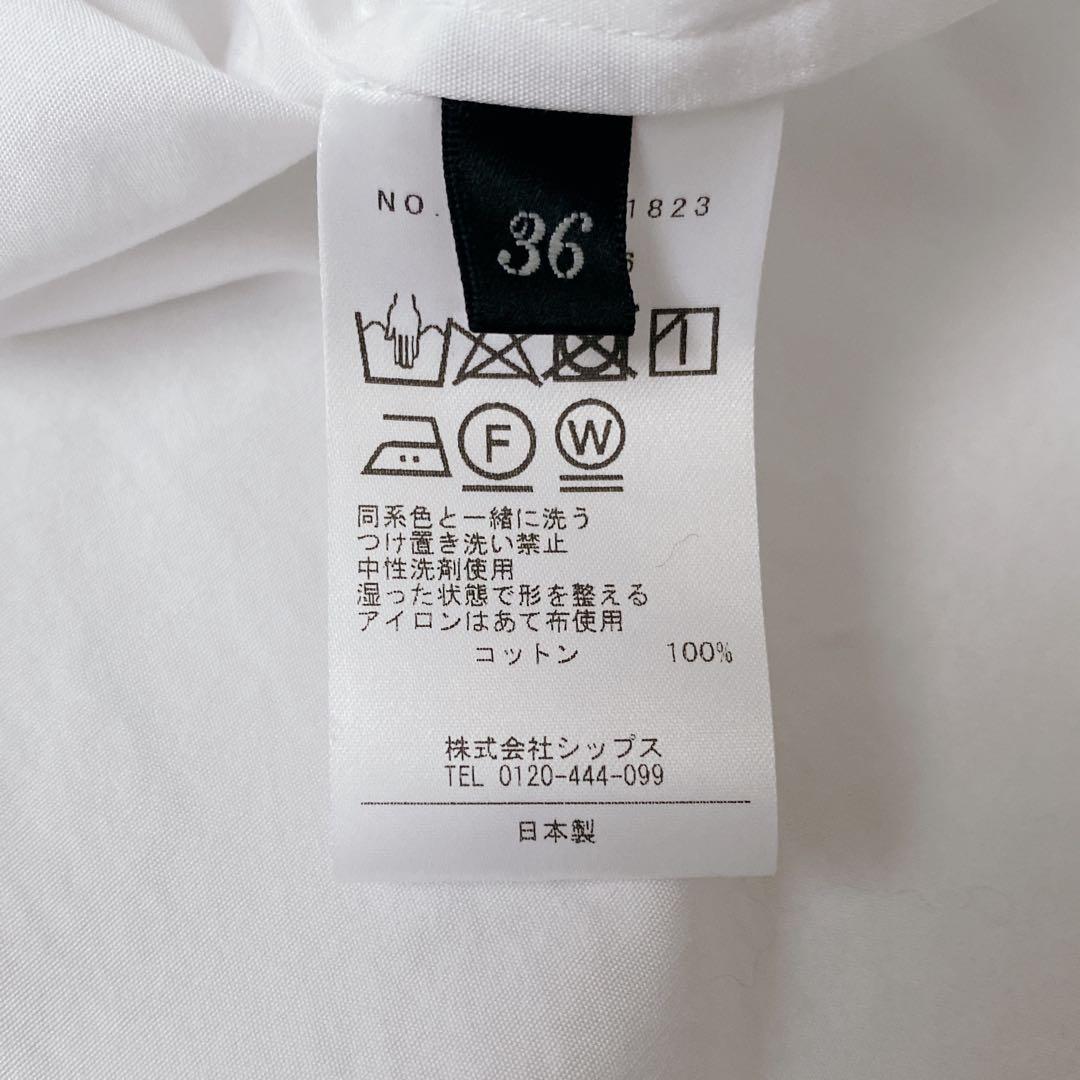 NO. 1823
36
6
F W
同系色と一緒に洗う
つけ置き洗い禁止
中性洗剤使用
湿った状態で形を整える
アイロンはあて布使用
コットン 100%
株式会社シップス
TEL 0120-444-099
日本製